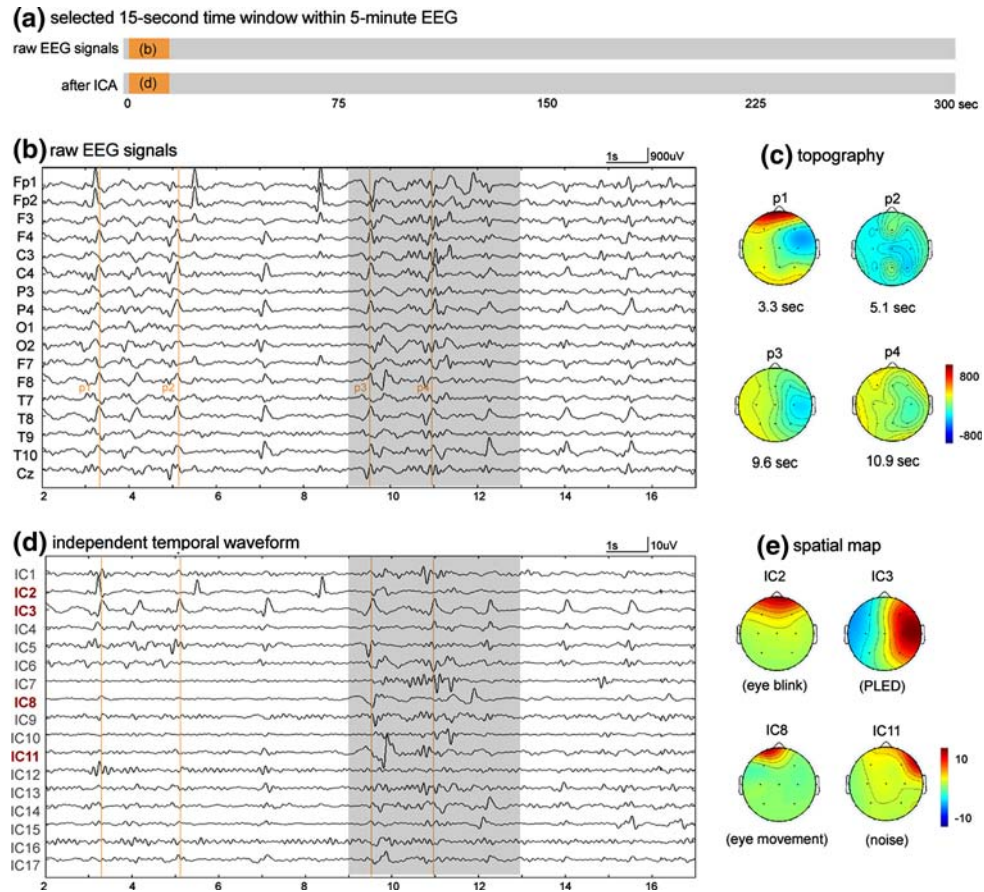 (a) selected 15-second time window within 5-minute EEG
raw EEG signals (b)
after ICA (d)
0 75 150 225 300 sec
(b) raw EEG signals
1s 900uV
Fp1
Fp2
F3
F4
C3
C4
P3
P4
O1
O2
F7
F8
T7
T8
T9
T10
Cz
p1 p2 p3 p4
2 4 6 8 10 12 14 16
(c) topography
p1 p2
3.3 sec 5.1 sec
p3 p4
800
-800
9.6 sec 10.9 sec
(d) independent temporal waveform
1s 10uV
IC1
IC2
IC3
IC4
IC5
IC6
IC7
IC8
IC9
IC10
IC11
IC12
IC13
IC14
IC15
IC16
IC17
2 4 6 8 10 12 14 16
(e) spatial map
IC2 IC3
(eye blink) (PLED)
IC8 IC11
10
-10
(eye movement) (noise)